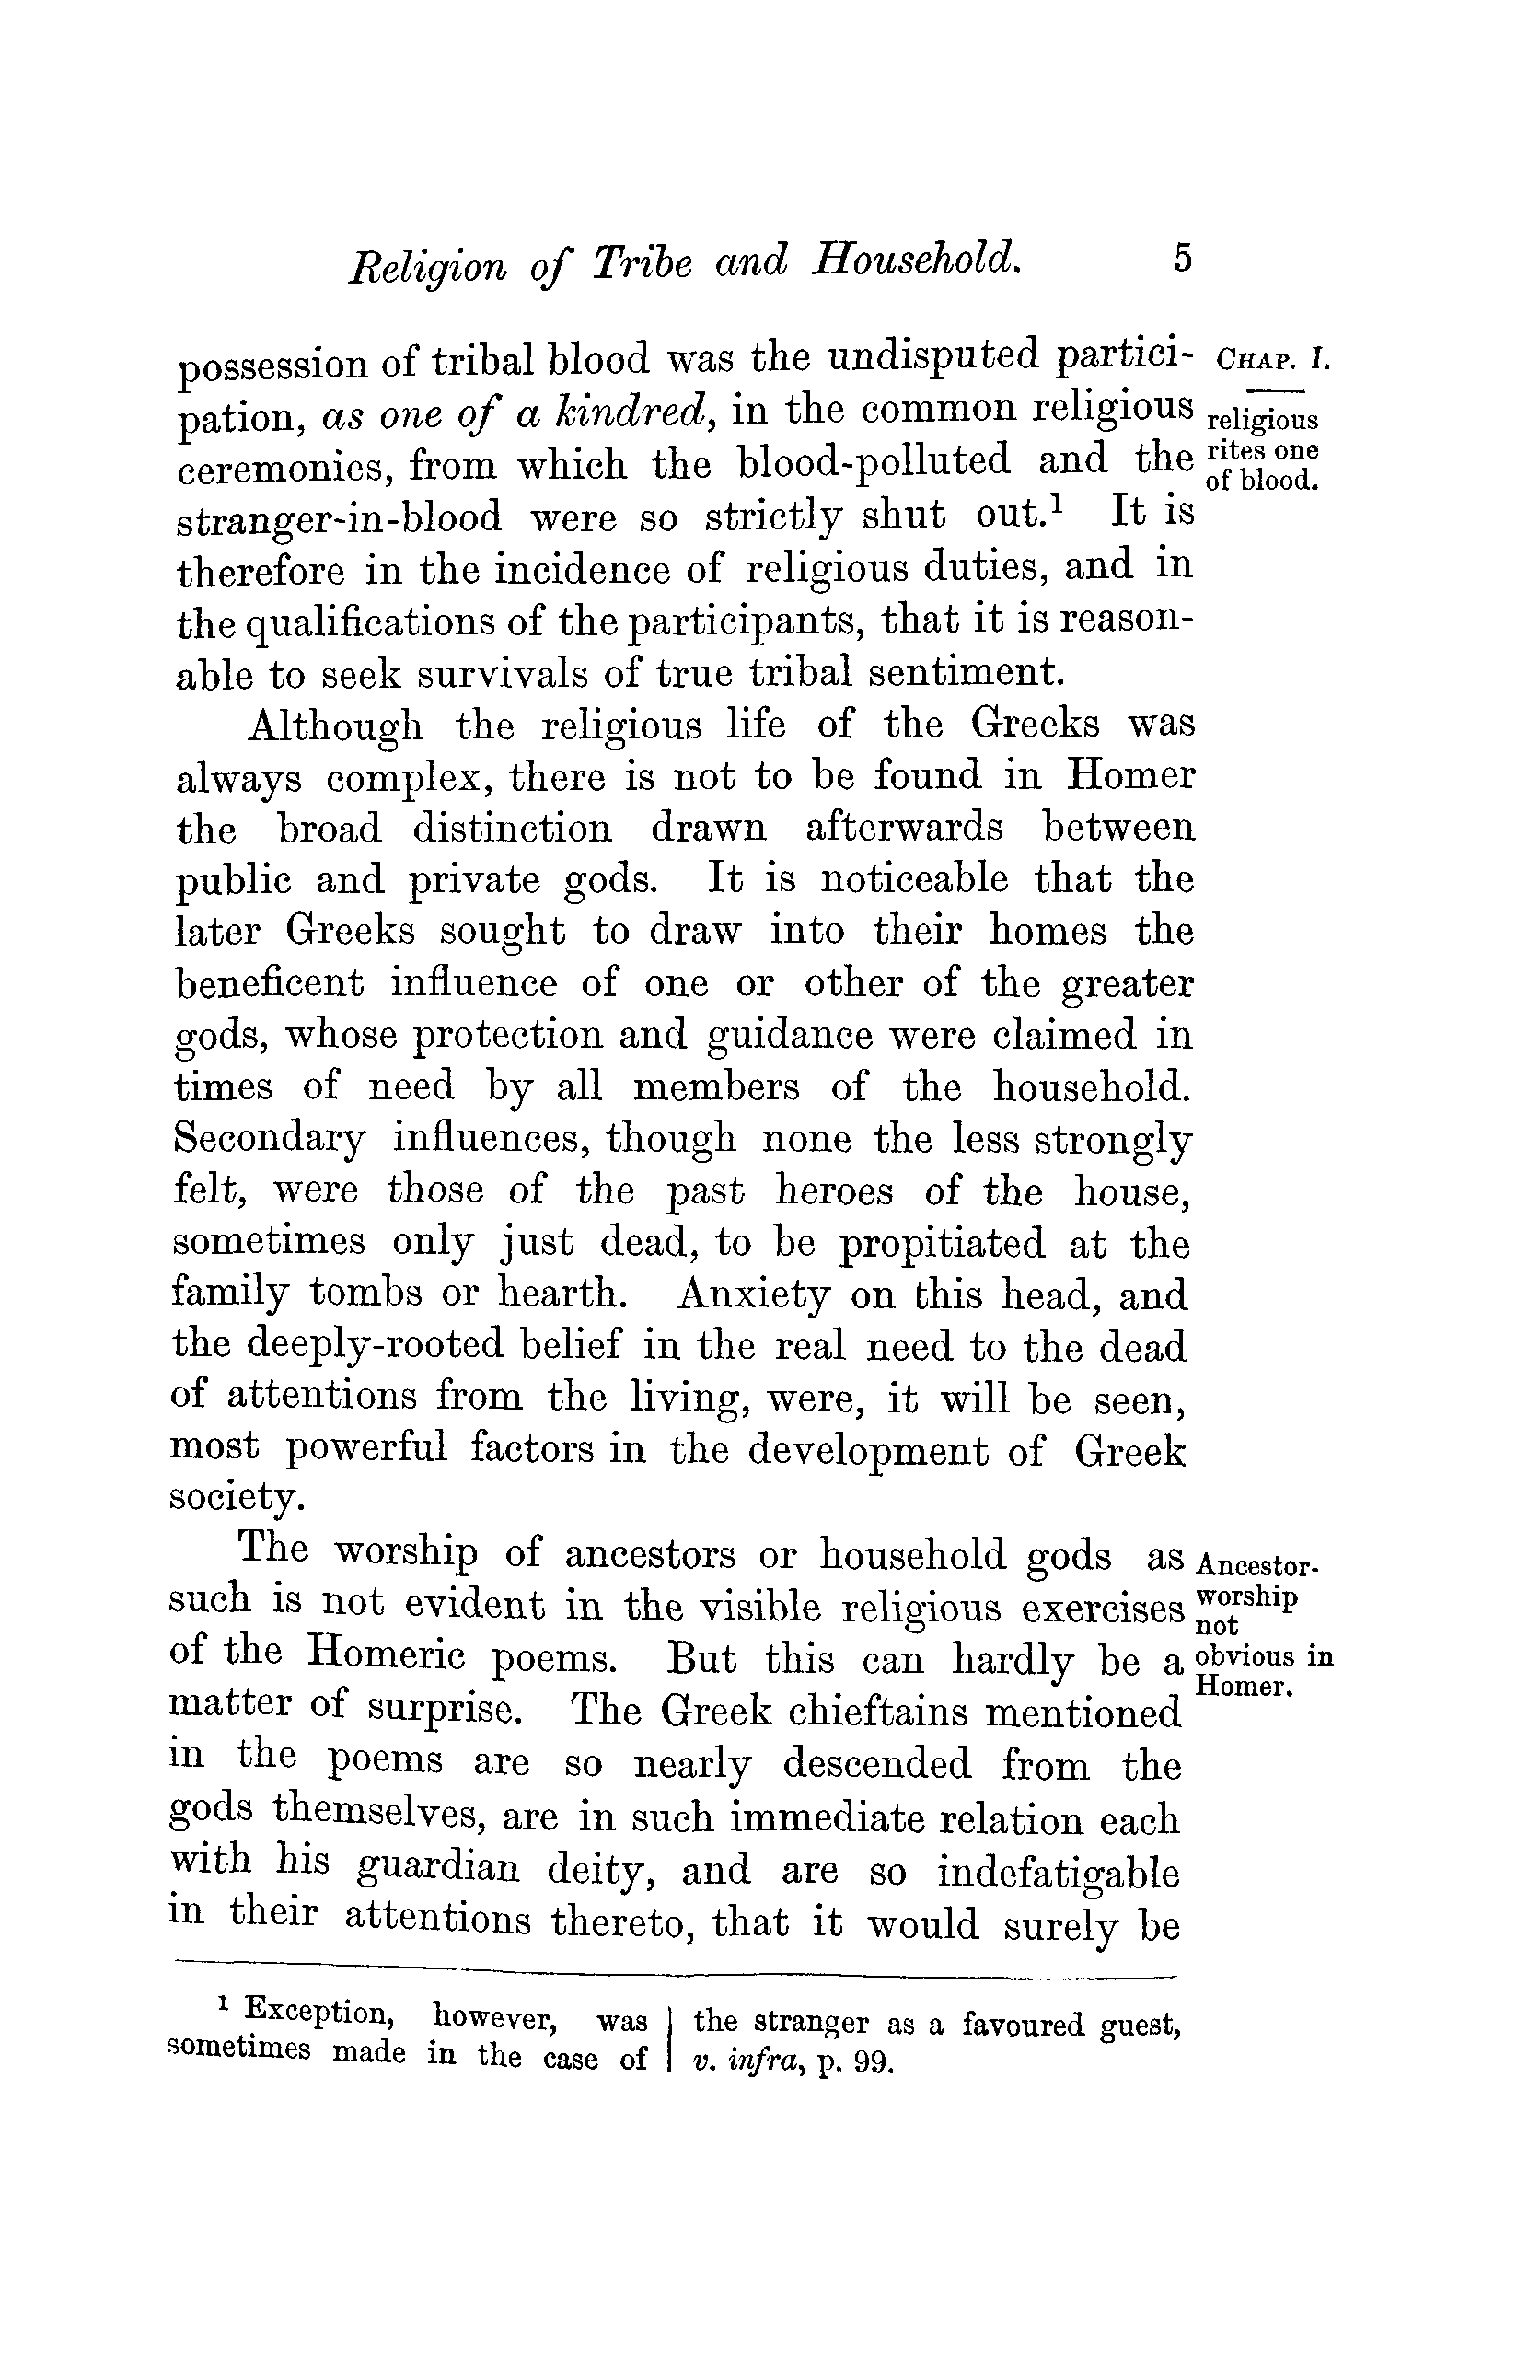 Religion of Tribe and Household. 5
possession of tribal blood was the undisputed partici-
pation, as one of a kindred, in the common religious
ceremonies, from which the blood-polluted and the
stranger-in-blood were so strictly shut out.¹ It is
therefore in the incidence of religious duties, and in
the qualifications of the participants, that it is reason-
able to seek survivals of true tribal sentiment.
CHAP. I.
religious
rites one
of blood.
Although the religious life of the Greeks was
always complex, there is not to be found in Homer
the broad distinction drawn afterwards between
public and private gods. It is noticeable that the
later Greeks sought to draw into their homes the
beneficent influence of one or other of the greater
gods, whose protection and guidance were claimed in
times of need by all members of the household.
Secondary influences, though none the less strongly
felt, were those of the past heroes of the house,
sometimes only just dead, to be propitiated at the
family tombs or hearth. Anxiety on this head, and
the deeply-rooted belief in the real need to the dead
of attentions from the living, were, it will be seen,
most powerful factors in the development of Greek
society.
The worship of ancestors or household gods as
such is not evident in the visible religious exercises
of the Homeric poems. But this can hardly be a
matter of surprise. The Greek chieftains mentioned
in the poems are so nearly descended from the
gods themselves, are in such immediate relation each
with his guardian deity, and are so indefatigable
in their attentions thereto, that it would surely be
Ancestor-
worship
not
obvious in
Homer.
¹ Exception, however, was
sometimes made in the case of
the stranger as a favoured guest,
v. infra, p. 99.